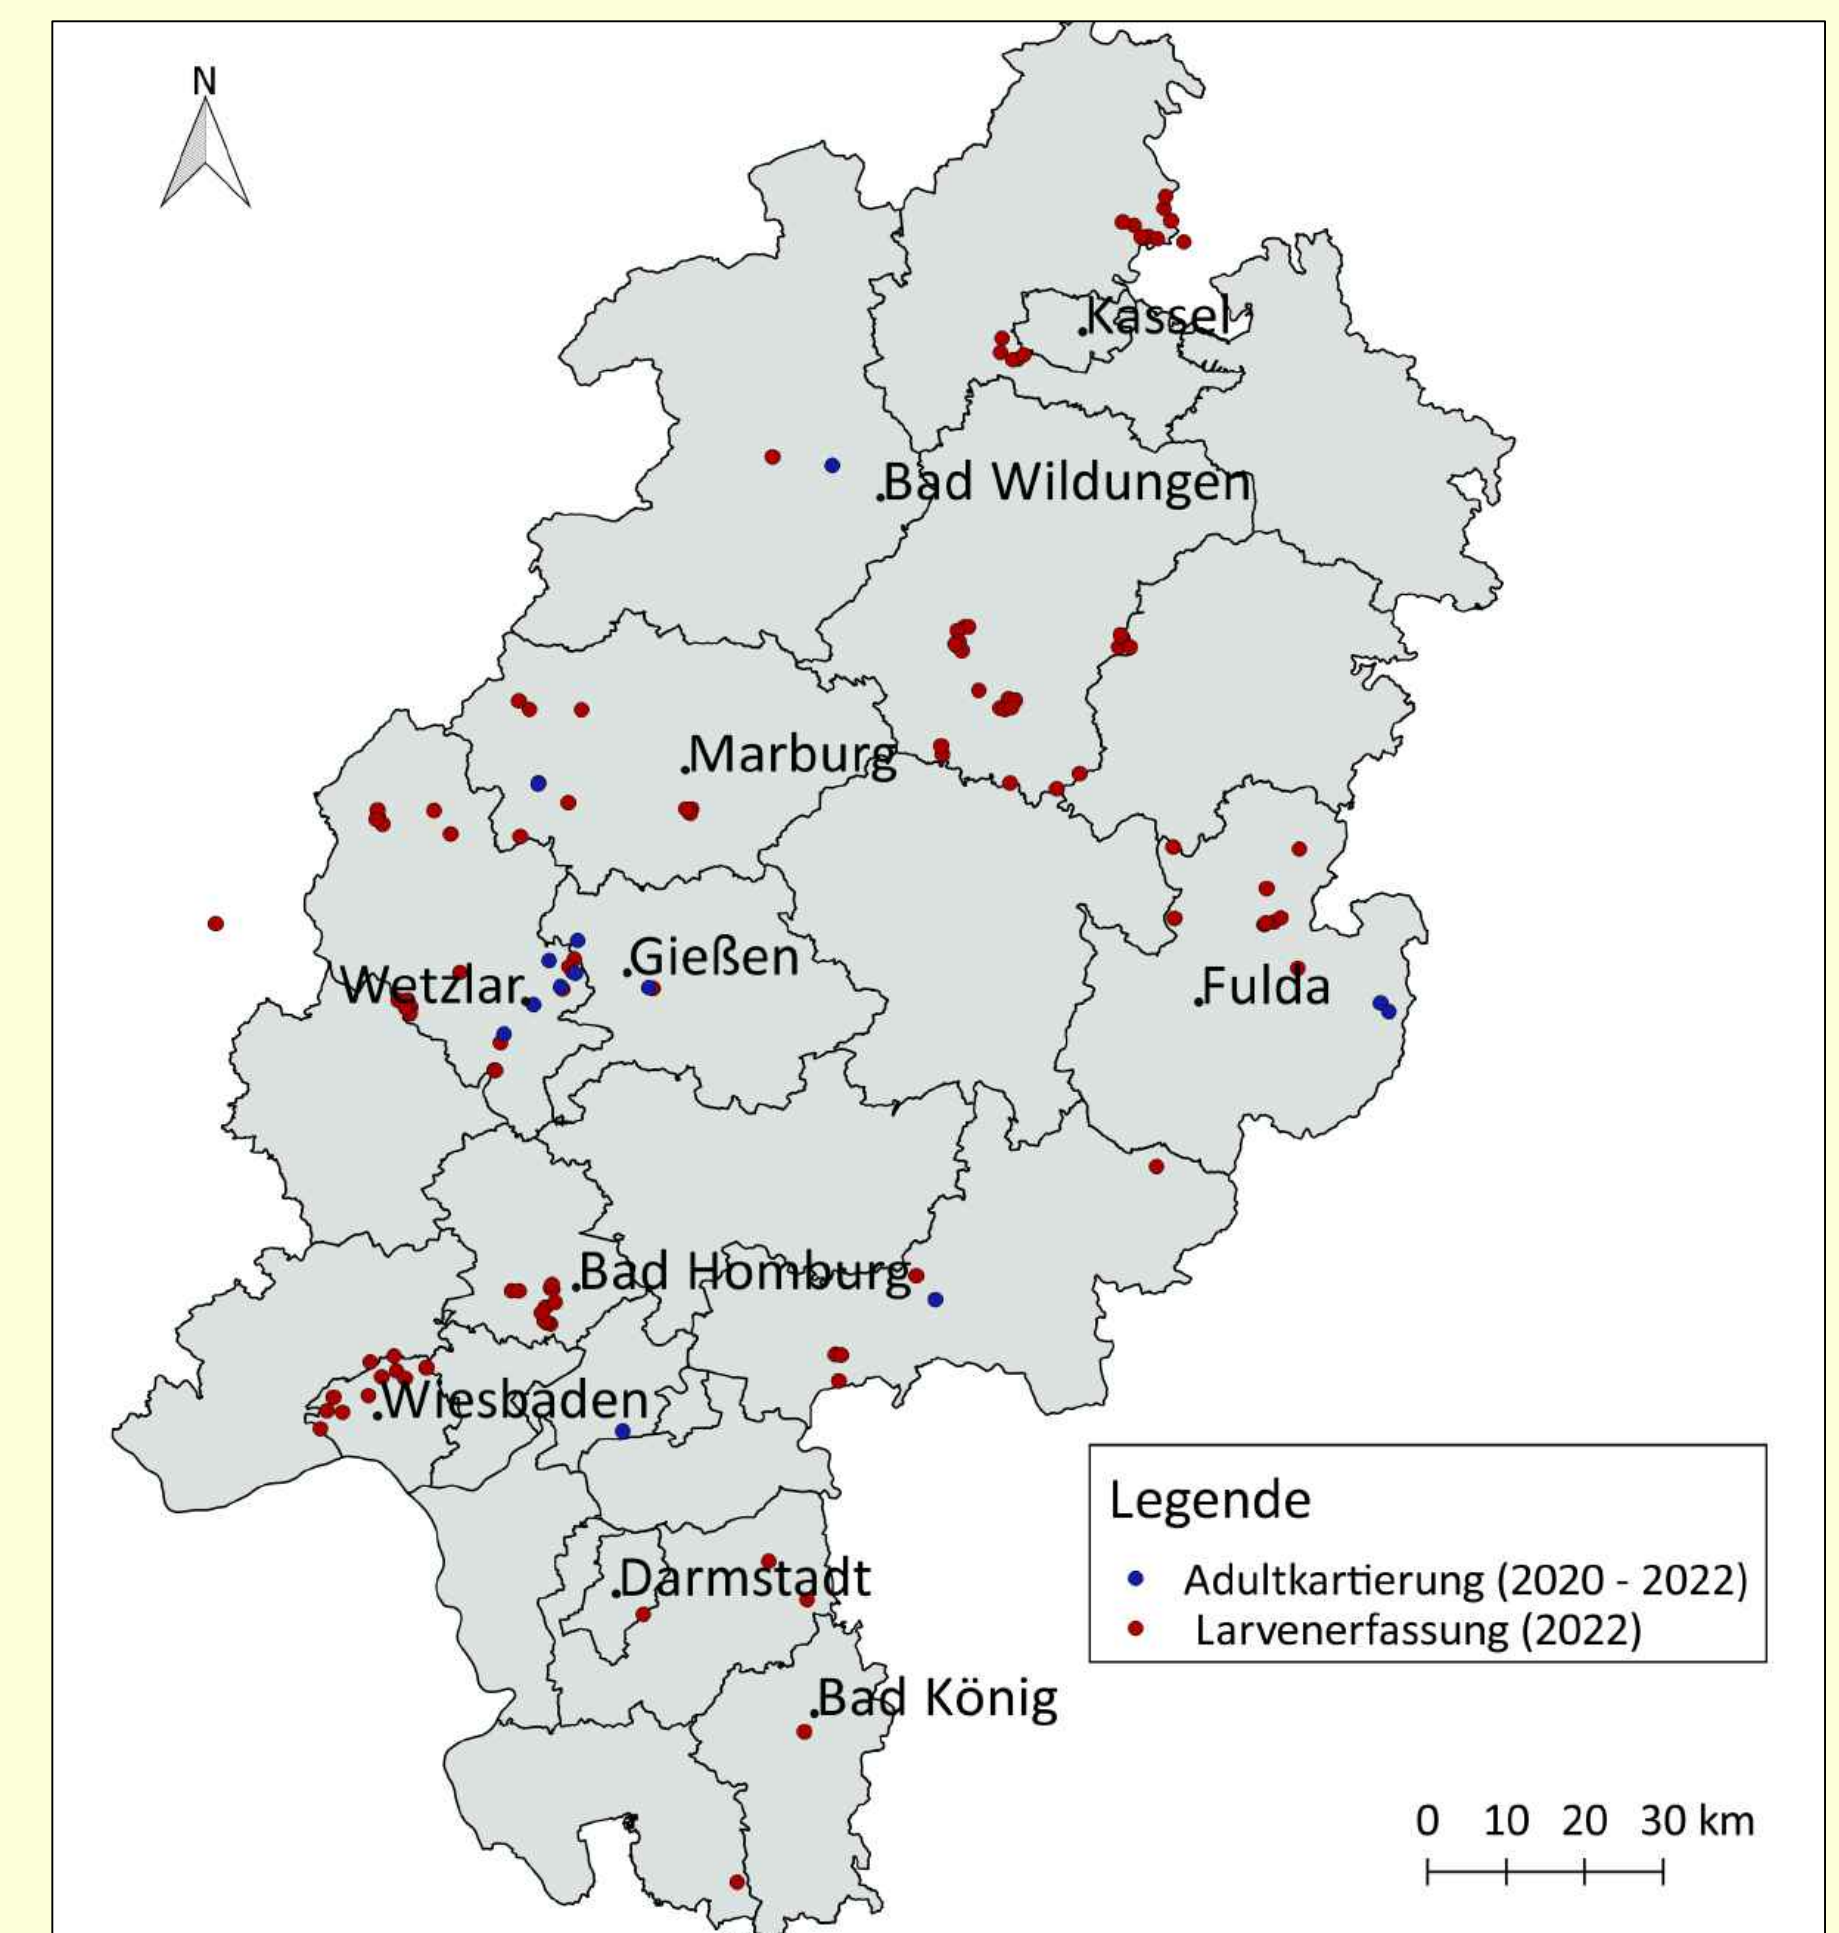 N
Kassel
Bad Wildungen
Marburg
Gießen
Wetzlar
Fulda
Bad Homburg
Wiesbaden
Legende
Adultkartierung (2020 - 2022)
Darmstadt
Larvenerfassung (2022)
Bad König
0 10 20 30 km